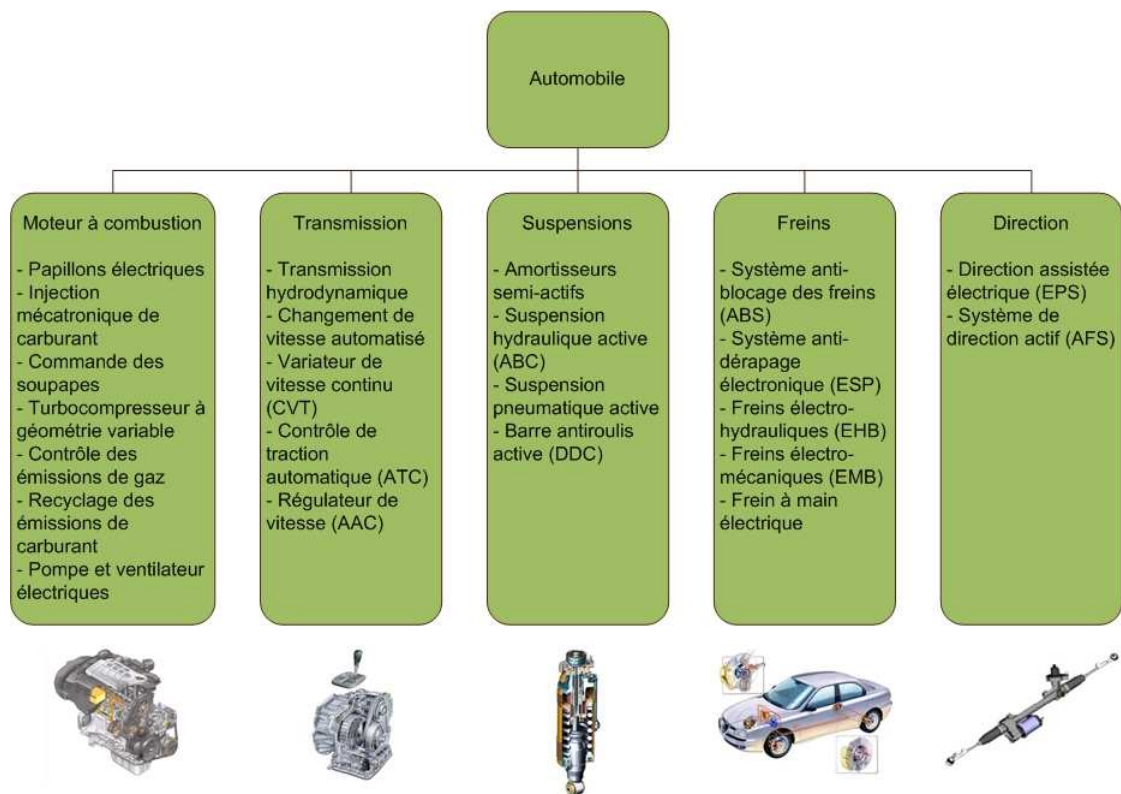 Automobile
Moteur à combustion
- Papillons électriques
- Injection
mécatronique de
carburant
- Commande des
soupapes
- Turbocompresseur à
géométrie variable
- Contrôle des
émissions de gaz
- Recyclage des
émissions de
carburant
- Pompe et ventilateur
électriques
Transmission
- Transmission
hydrodynamique
- Changement de
vitesse automatisé
- Variateur de
vitesse continu
(CVT)
- Contrôle de
traction
automatique (ATC)
- Régulateur de
vitesse (AAC)
Suspensions
- Amortisseurs
semi-actifs
- Suspension
hydraulique active
(ABC)
- Suspension
pneumatique active
- Barre antiroulis
active (DDC)
Freins
- Système anti-
blocage des freins
(ABS)
- Système anti-
dérapage
électronique (ESP)
- Freins électro-
hydrauliques (EHB)
- Freins électro-
mécaniques (EMB)
- Frein à main
électrique
Direction
- Direction assistée
électrique (EPS)
- Système de
direction actif (AFS)